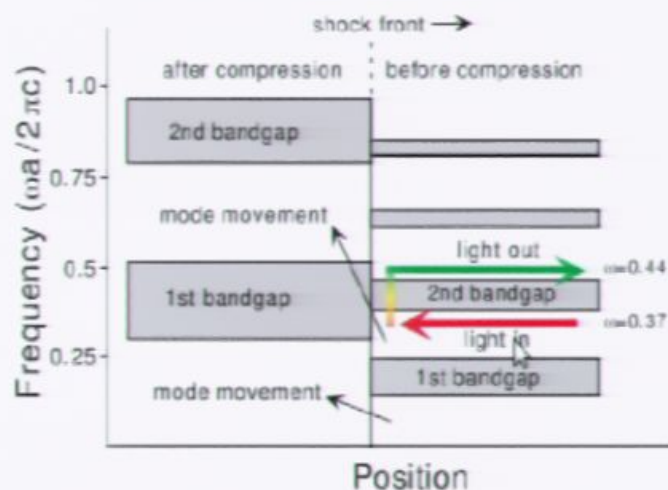 shock front
after compression
before compression
Frequency (ωa/2πc)
1.0
0.75
0.5
0.25
2nd bandgap
mode movement
light out
ω=0.44
1st bandgap
2nd bandgap
ω=0.37
light in
mode movement
1st bandgap
Position